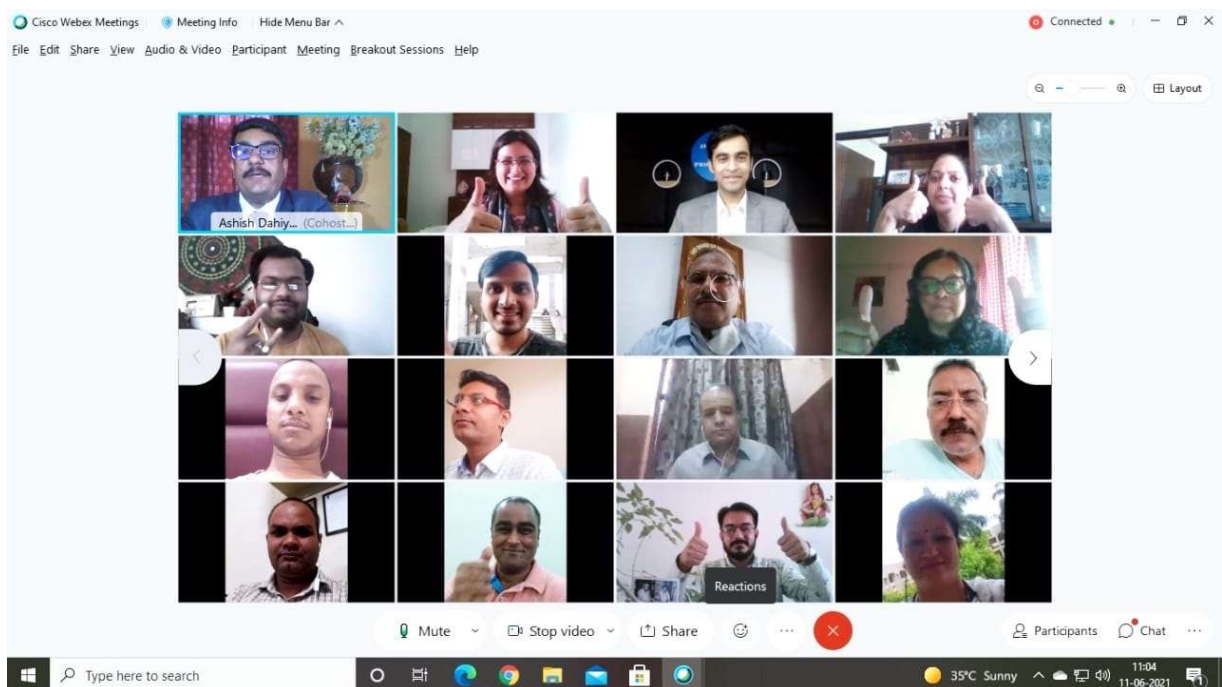 Cisco Webex Meetings Meeting Info Hide Menu Bar
Connected
File Edit Share View Audio & Video Participant Meeting Breakout Sessions Help
Layout
Ashish Dahiy... (Cohost...)
Reactions
Mute Stop video Share ... Participants Chat ...
Type here to search
35°C Sunny
11:04
11-06-2021